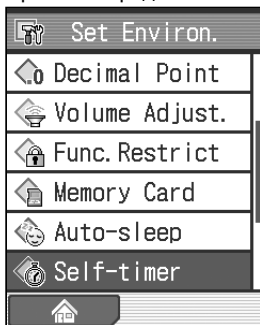 Set Environ.
Decimal Point
Volume Adjust.
Func.Restrict
Memory Card
Auto-sleep
Self-timer